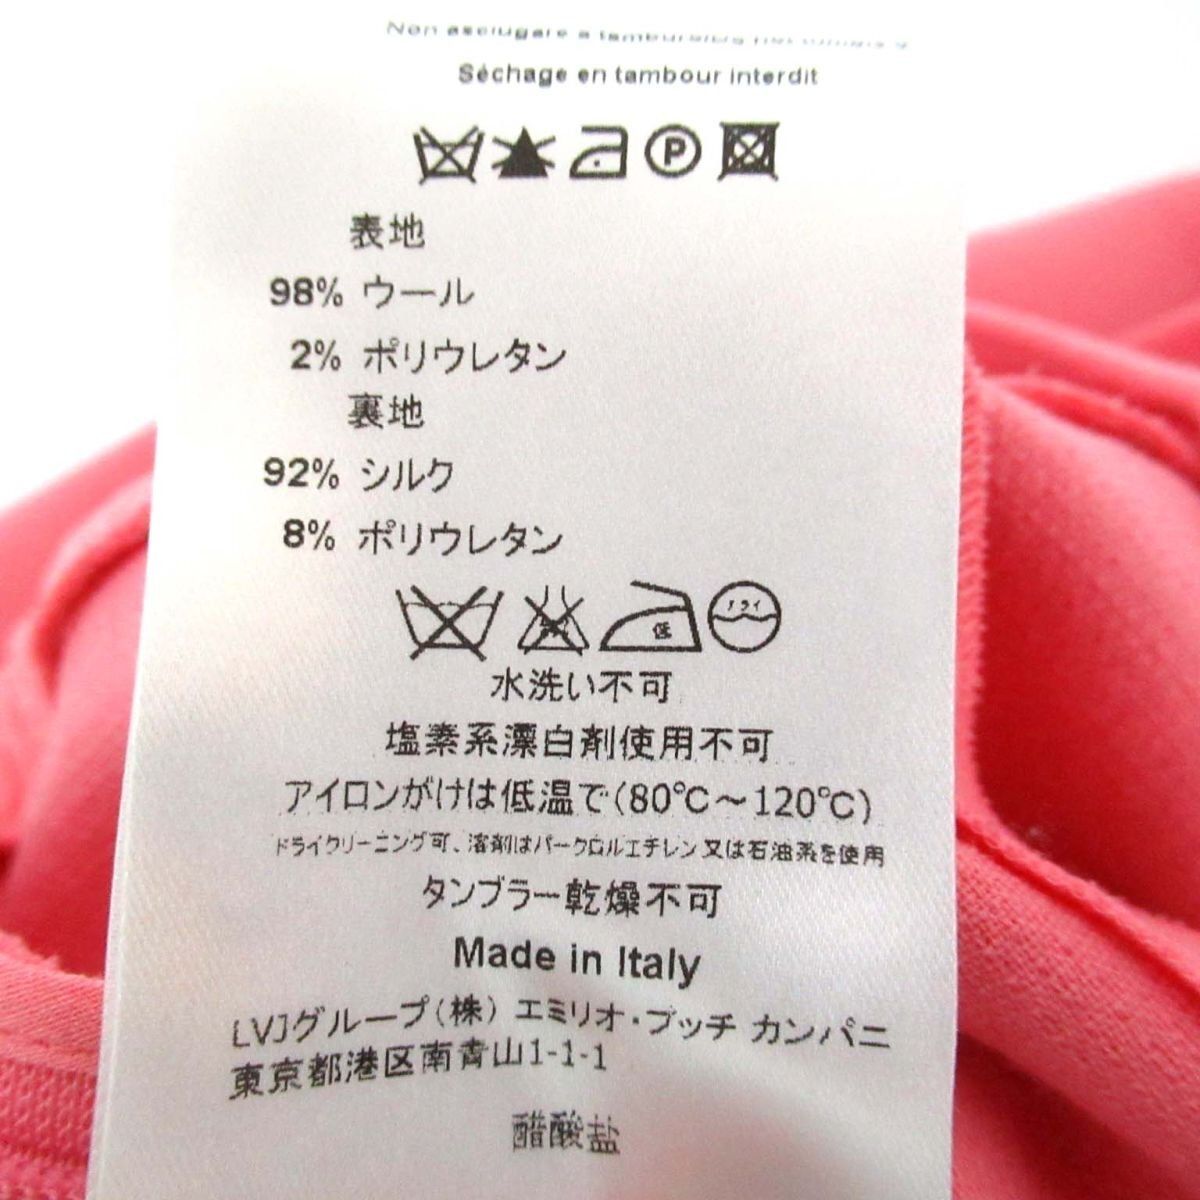 Séchage en tambour interdit
P
表地
98% ウール
2% ポリウレタン
裏地
92% シルク
8% ポリウレタン
低 ドライ
水洗い不可
塩素系漂白剤使用不可
アイロンがけは低温で(80℃～120℃)
ドライクリーニング可、溶剤はパークロルエチレン又は石油系を使用
タンブラー乾燥不可
Made in Italy
LVJグループ(株) エミリオ・プッチ カンパニ
東京都港区南青山1-1-1
醋酸盐